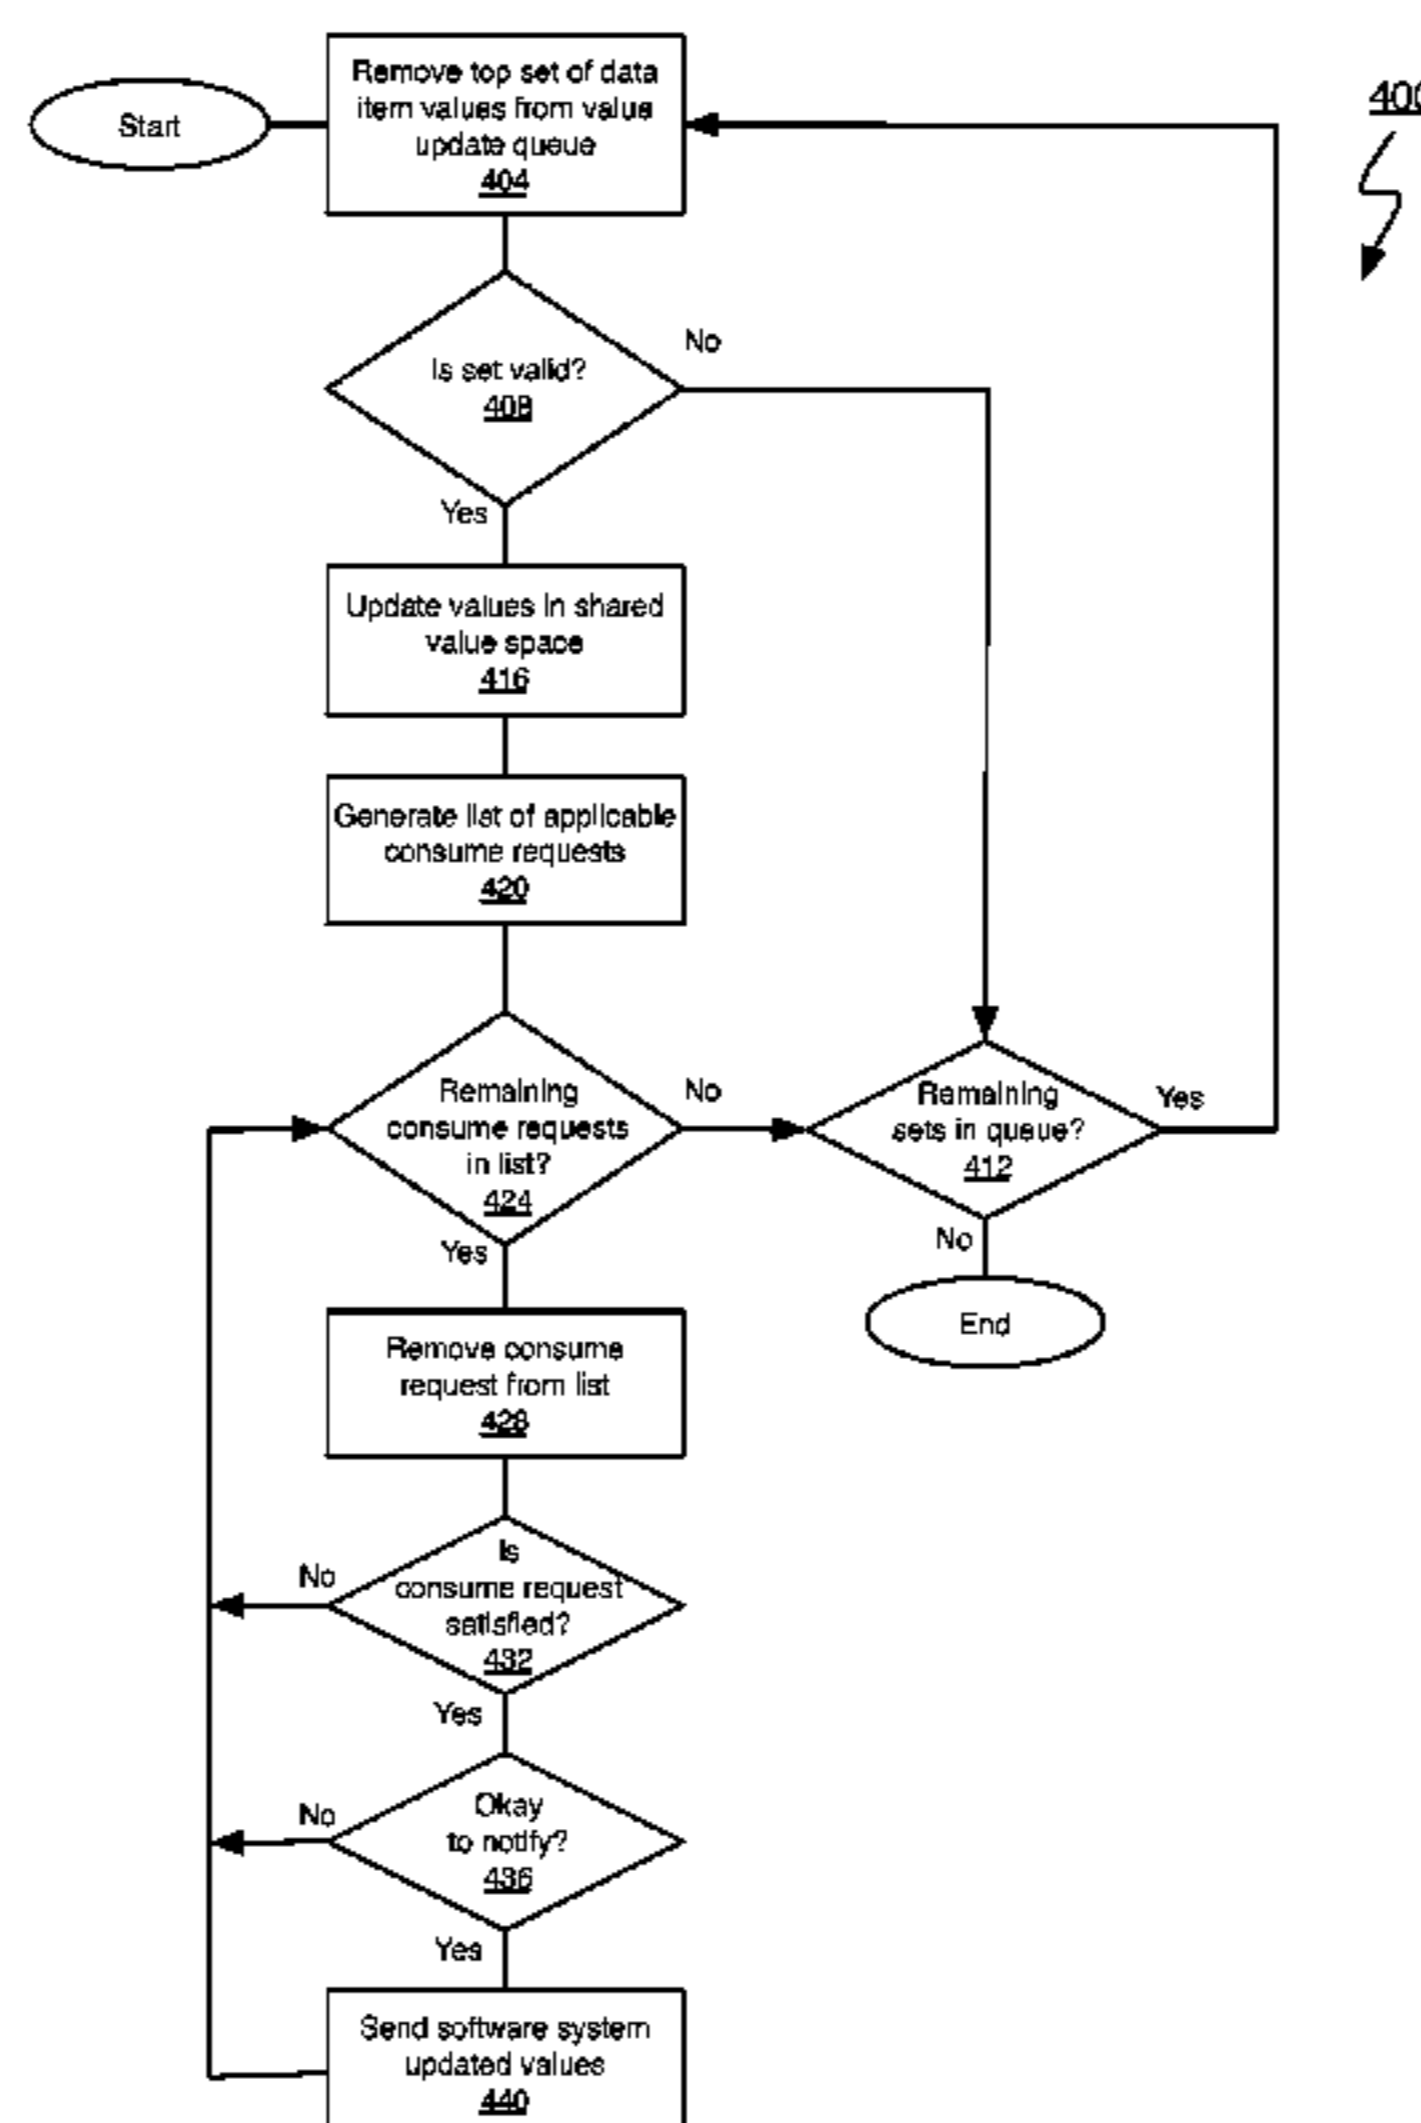 400
Start
Remove top set of data
item values from value
update queue
404
Is set valid?
408
No
Yes
Update values in shared
value space
416
Generate list of applicable
consume requests
420
Remaining
consume requests
in list?
424
No
Yes
Remaining
sets in queue?
412
Yes
No
End
Remove consume
request from list
428
Is
consume request
satisfied?
432
No
Yes
Okay
to notify?
436
No
Yes
Send software system
updated values
440